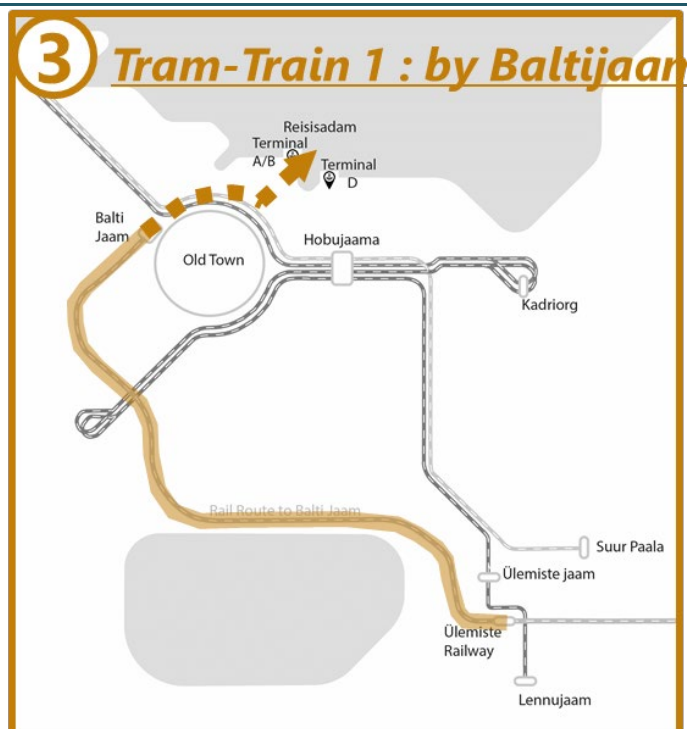 3
Tram-Train 1 : by Baltijaam
Reisisadam
Terminal
A/B
Terminal
D
Balti
Jaam
Old Town
Hobujaama
Kadriorg
Rail Route to Balti Jaam
Suur Paala
Ülemiste jaam
Ülemiste
Railway
Lennujaam